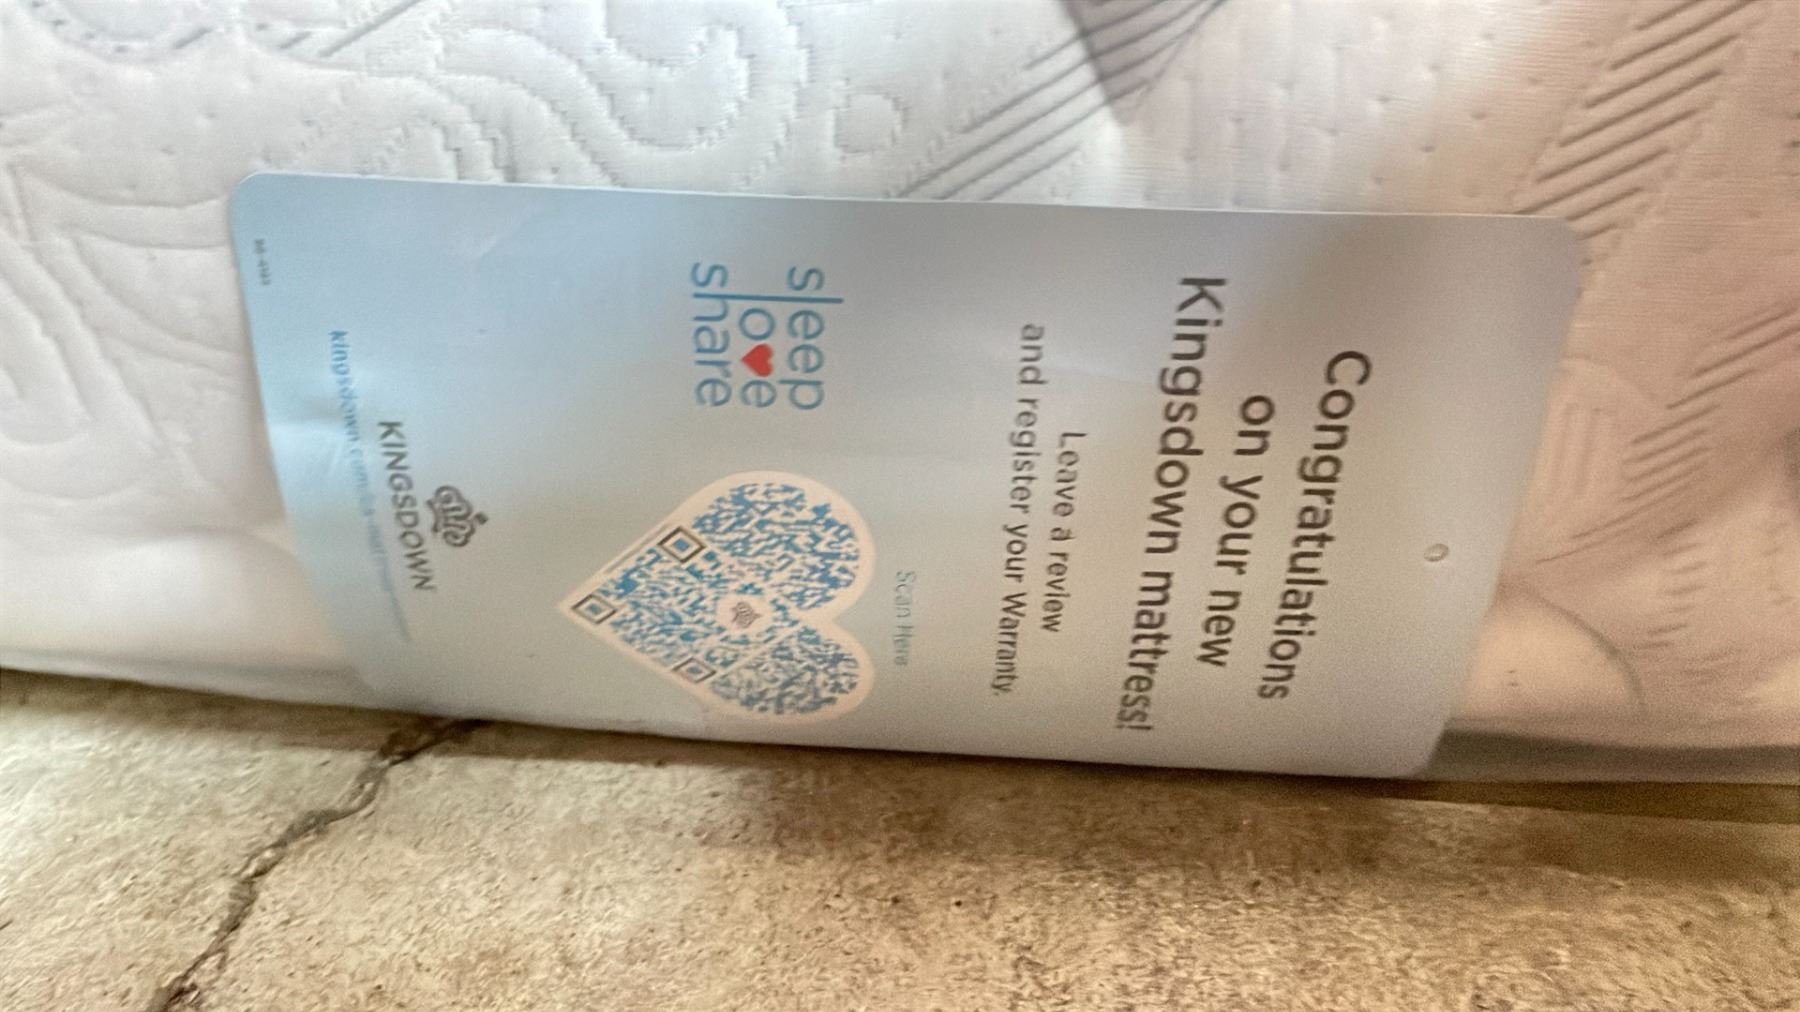 Congratulations
on your new
Kingsdown mattress!
Leave a review
and register your Warranty.
Scan Here
sleep
love
share
KINGSDOWN